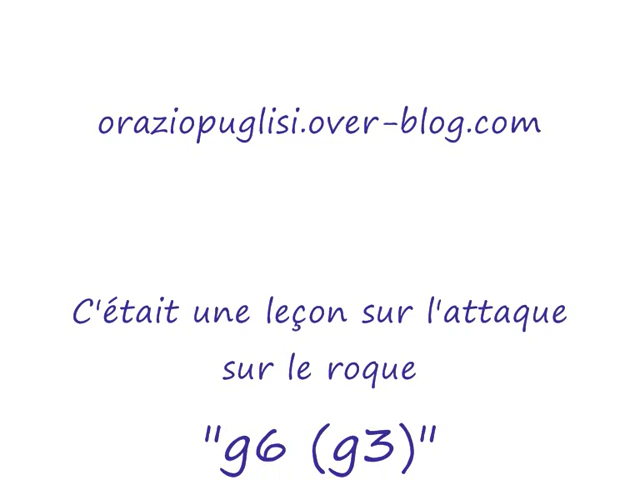 oraziopuglisi.over-blog.com
C'était une leçon sur l'attaque
sur le roque
"g6 (g3)"